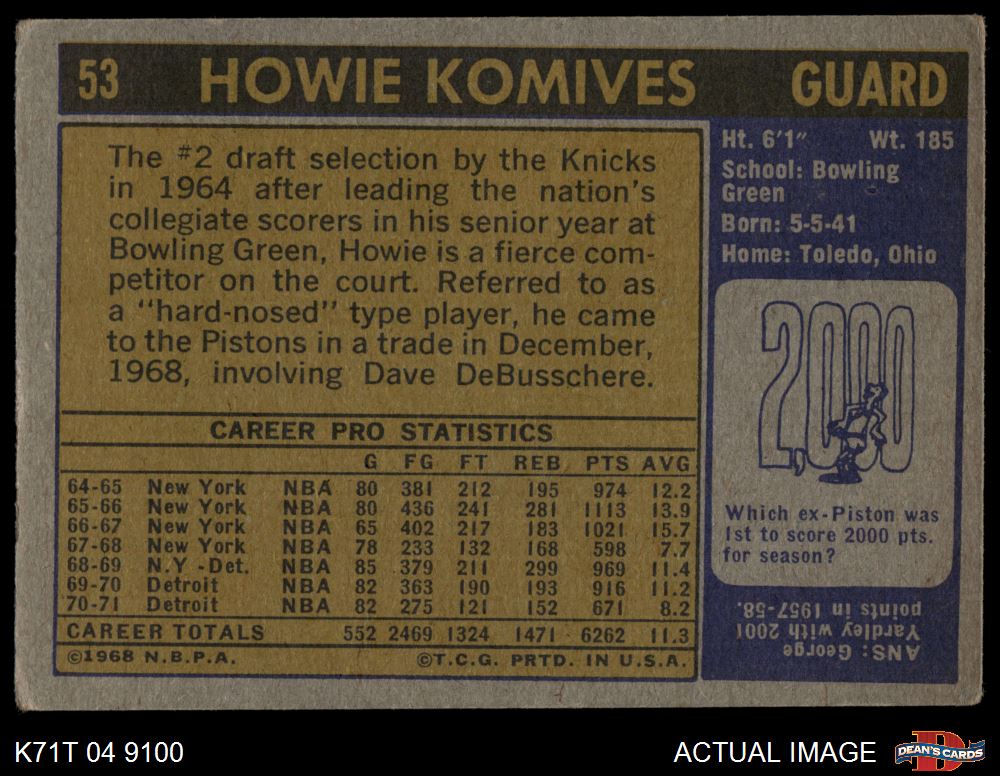 53 HOWIE KOMIVES GUARD
The #2 draft selection by the Knicks
in 1964 after leading the nation's
collegiate scorers in his senior year at
Bowling Green, Howie is a fierce com-
petitor on the court. Referred to as
a "hard-nosed" type player, he came
to the Pistons in a trade in December,
1968, involving Dave DeBusschere.
CAREER PRO STATISTICS
G FG FT REB PTS AVG
64-65 New York NBA 80 381 212 195 974 12.2
65-66 New York NBA 80 436 241 281 1113 13.9
66-67 New York NBA 65 402 217 183 1021 15.7
67-68 New York NBA 78 233 132 168 598 7.7
68-69 N.Y.-Det. NBA 85 379 211 299 969 11.4
69-70 Detroit NBA 82 363 190 193 916 11.2
70-71 Detroit NBA 82 275 121 152 671 8.2
CAREER TOTALS 552 2469 1324 1471 6262 11.3
©1968 N.B.P.A. ©T.C.G. PRTD. IN U.S.A.
Ht. 6'1" Wt. 185
School: Bowling
Green
Born: 5-5-41
Home: Toledo, Ohio
2,000
Which ex-Piston was
1st to score 2000 pts.
for season?
ANS: George
Yardley with 2001
points in 1957-58.
K71T 04 9100
ACTUAL IMAGE
DEAN'S CARDS